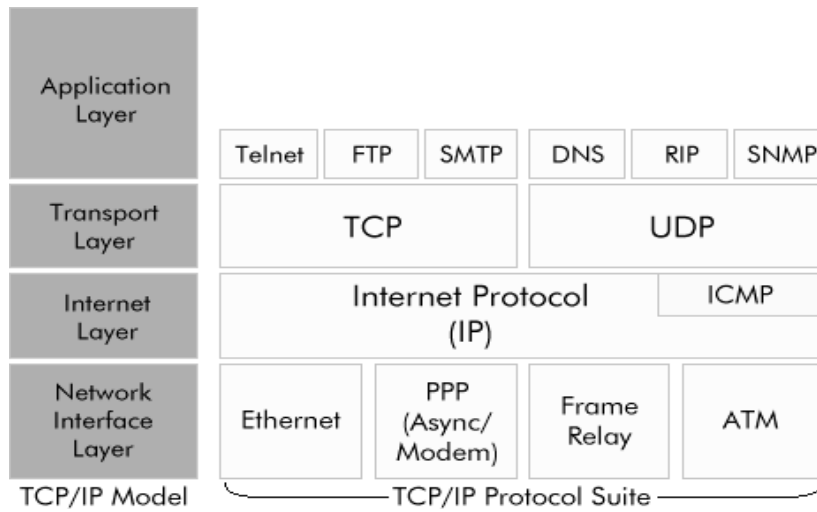 Application
Layer
Telnet
FTP
SMTP
DNS
RIP
SNMP
Transport
Layer
TCP
UDP
Internet
Layer
Internet Protocol
(IP)
ICMP
Network
Interface
Layer
Ethernet
PPP
(Async/
Modem)
Frame
Relay
ATM
TCP/IP Model
TCP/IP Protocol Suite